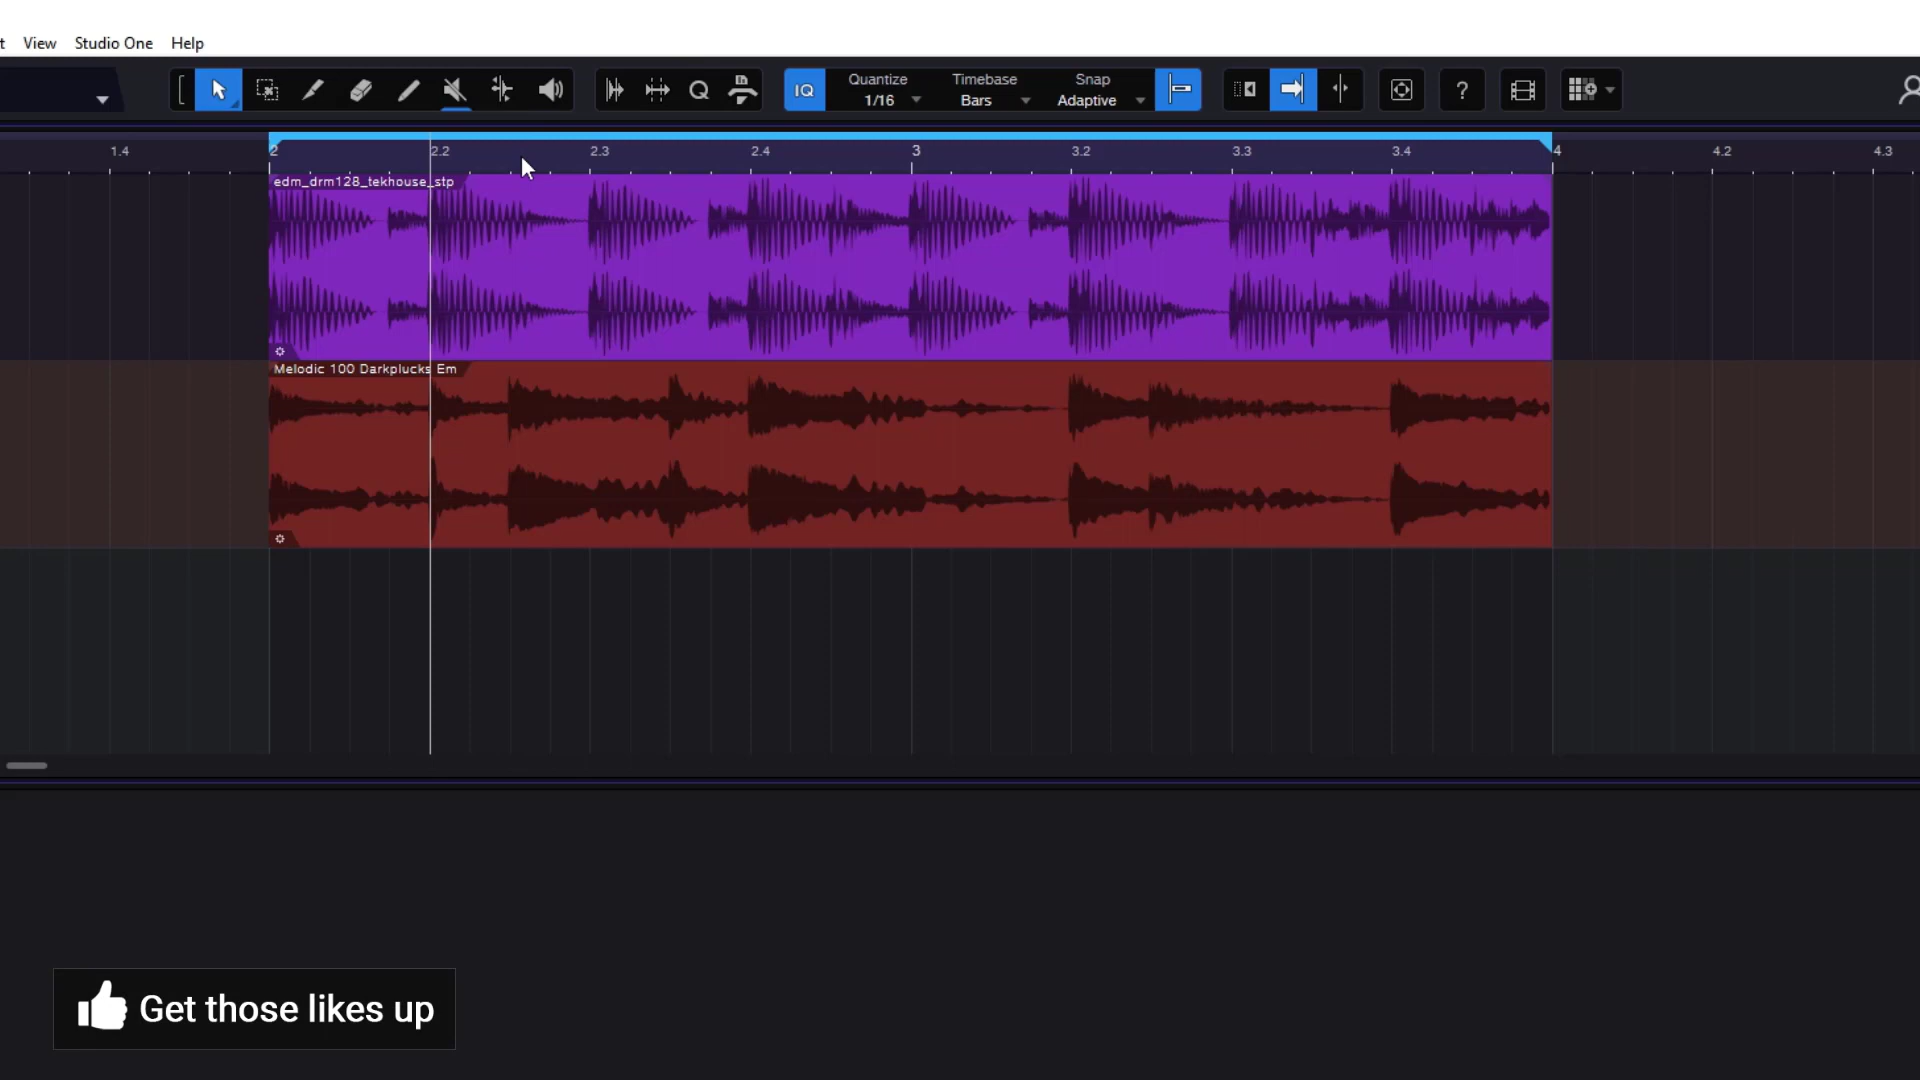 t View Studio One Help
IQ Quantize 1/16 Timebase Bars Snap Adaptive ?
1.4 2 2.2 2.3 2.4 3 3.2 3.3 3.4 4 4.2 4.3
edm_drm128_tekhouse_stp
Melodic 100 Darkplucks Em
Get those likes up